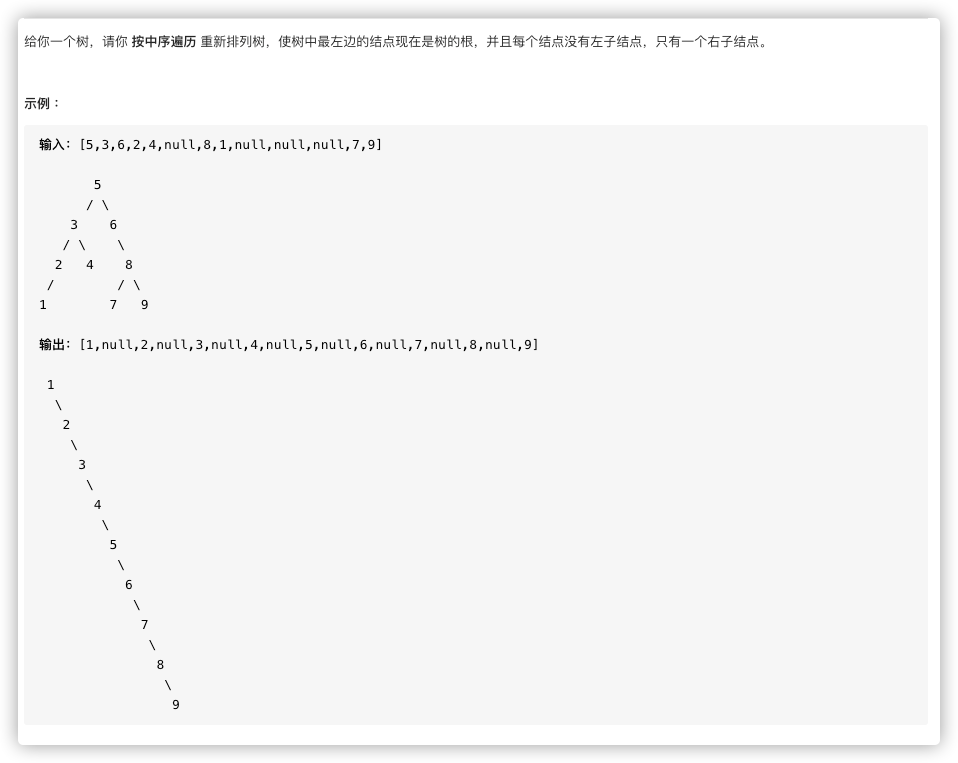 给你一个树，请你 按中序遍历 重新排列树，使树中最左边的结点现在是树的根，并且每个结点没有左子结点，只有一个右子结点。
示例 ：
输入：[5,3,6,2,4,null,8,1,null,null,null,7,9]
       5
      / \
    3    6
   / \    \
  2   4    8
 /        / \
1        7   9
输出：[1,null,2,null,3,null,4,null,5,null,6,null,7,null,8,null,9]
 1
  \
   2
    \
     3
      \
       4
        \
         5
          \
           6
            \
             7
              \
               8
                \
                 9